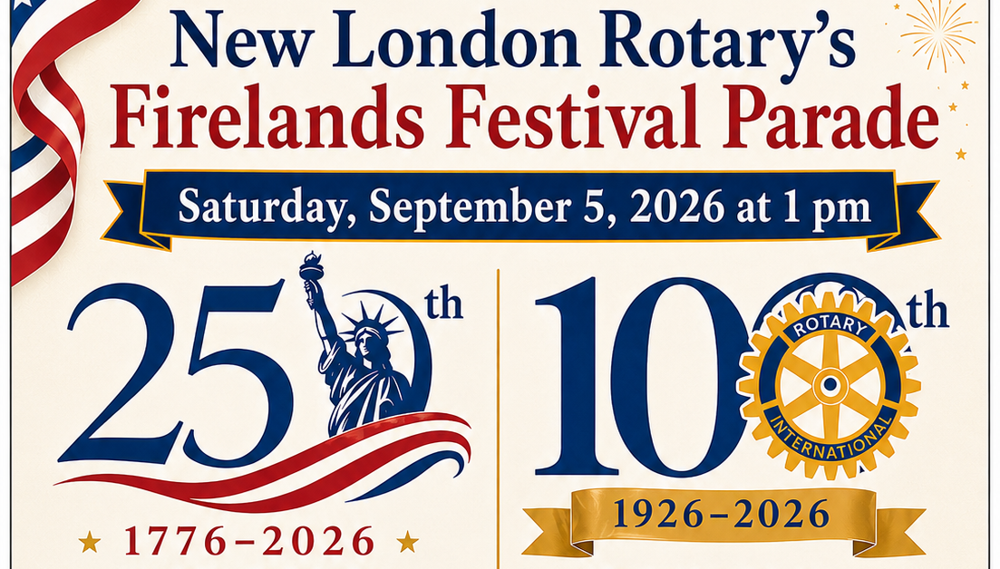 New London Rotary's
Firelands Festival Parade
Saturday, September 5, 2026 at 1 pm
250th
1776–2026
100th
ROTARY
INTERNATIONAL
1926–2026